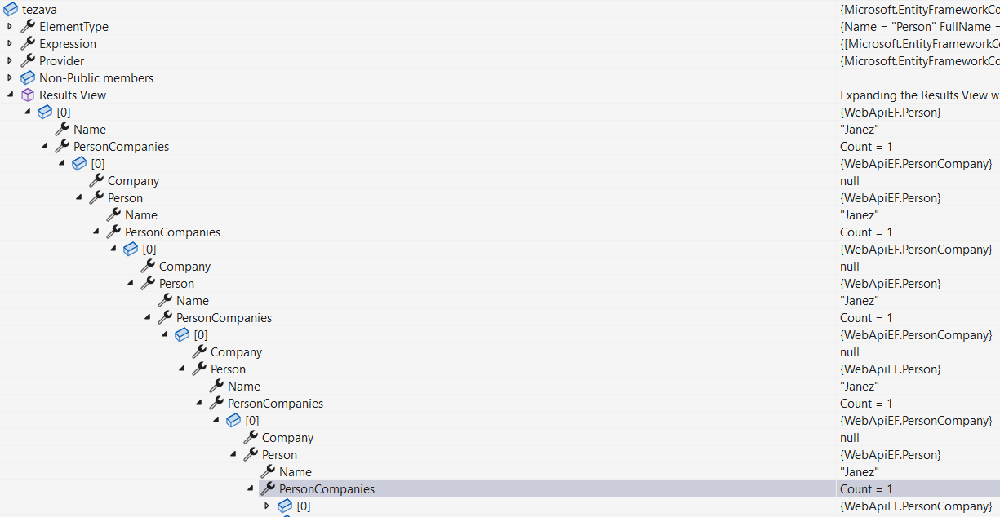 tezava {Microsoft.EntityFrameworkCo
ElementType {Name = "Person" FullName =
Expression {[Microsoft.EntityFrameworkC
Provider {Microsoft.EntityFrameworkCo
Non-Public members
Results View Expanding the Results View w
[0] {WebApiEF.Person}
Name "Janez"
PersonCompanies Count = 1
[0] {WebApiEF.PersonCompany}
Company null
Person {WebApiEF.Person}
Name "Janez"
PersonCompanies Count = 1
[0] {WebApiEF.PersonCompany}
Company null
Person {WebApiEF.Person}
Name "Janez"
PersonCompanies Count = 1
[0] {WebApiEF.PersonCompany}
Company null
Person {WebApiEF.Person}
Name "Janez"
PersonCompanies Count = 1
[0] {WebApiEF.PersonCompany}
Company null
Person {WebApiEF.Person}
Name "Janez"
PersonCompanies Count = 1
[0] {WebApiEF.PersonCompany}